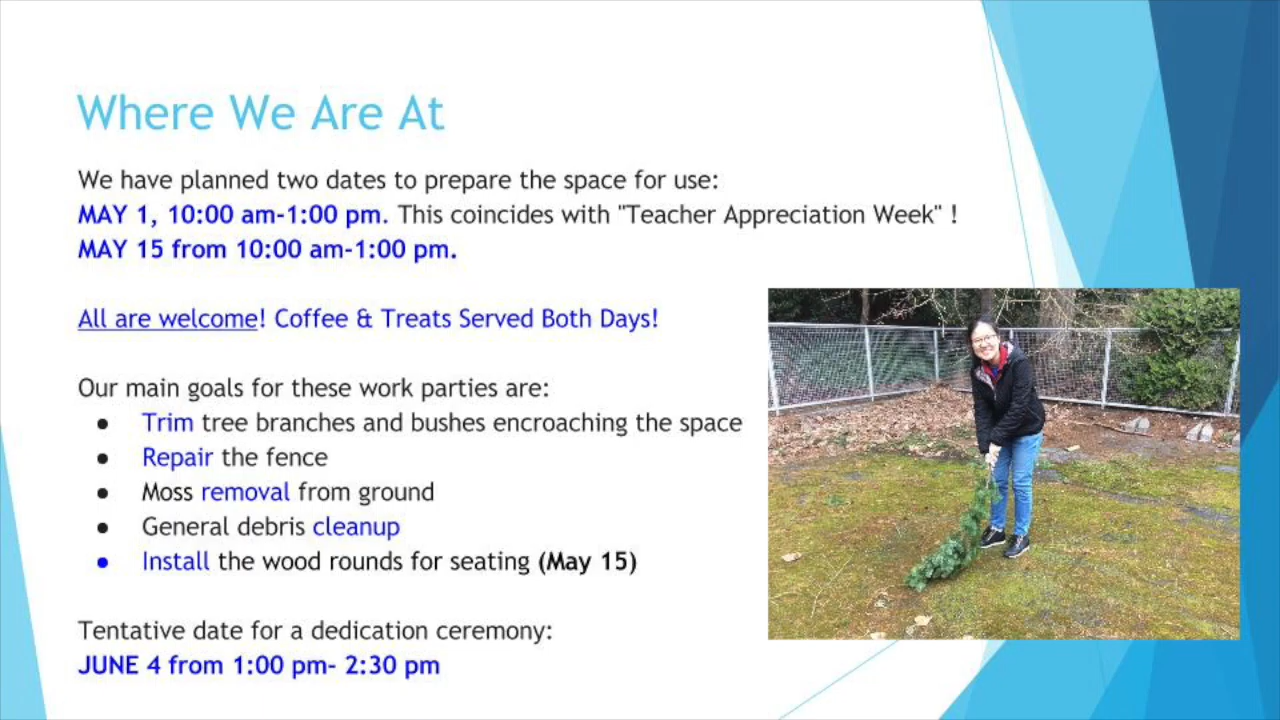 Where We Are At
We have planned two dates to prepare the space for use:
MAY 1, 10:00 am-1:00 pm. This coincides with "Teacher Appreciation Week" !
MAY 15 from 10:00 am-1:00 pm.
All are welcome! Coffee & Treats Served Both Days!
Our main goals for these work parties are:
● Trim tree branches and bushes encroaching the space
● Repair the fence
● Moss removal from ground
● General debris cleanup
● Install the wood rounds for seating (May 15)
Tentative date for a dedication ceremony:
JUNE 4 from 1:00 pm- 2:30 pm